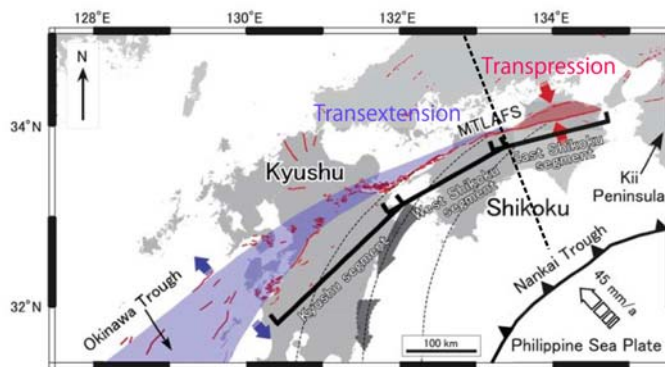 128°E
130°E
132°E
134°E
N
Transpression
Transextension
MTLAFS
34°N
Kyushu
East Shikoku
segment
Kii
Peninsula
West Shikoku
segment
Shikoku
Kyushu segment
Nankai Trough
45 mm/a
Okinawa Trough
32°N
100 km
Philippine Sea Plate